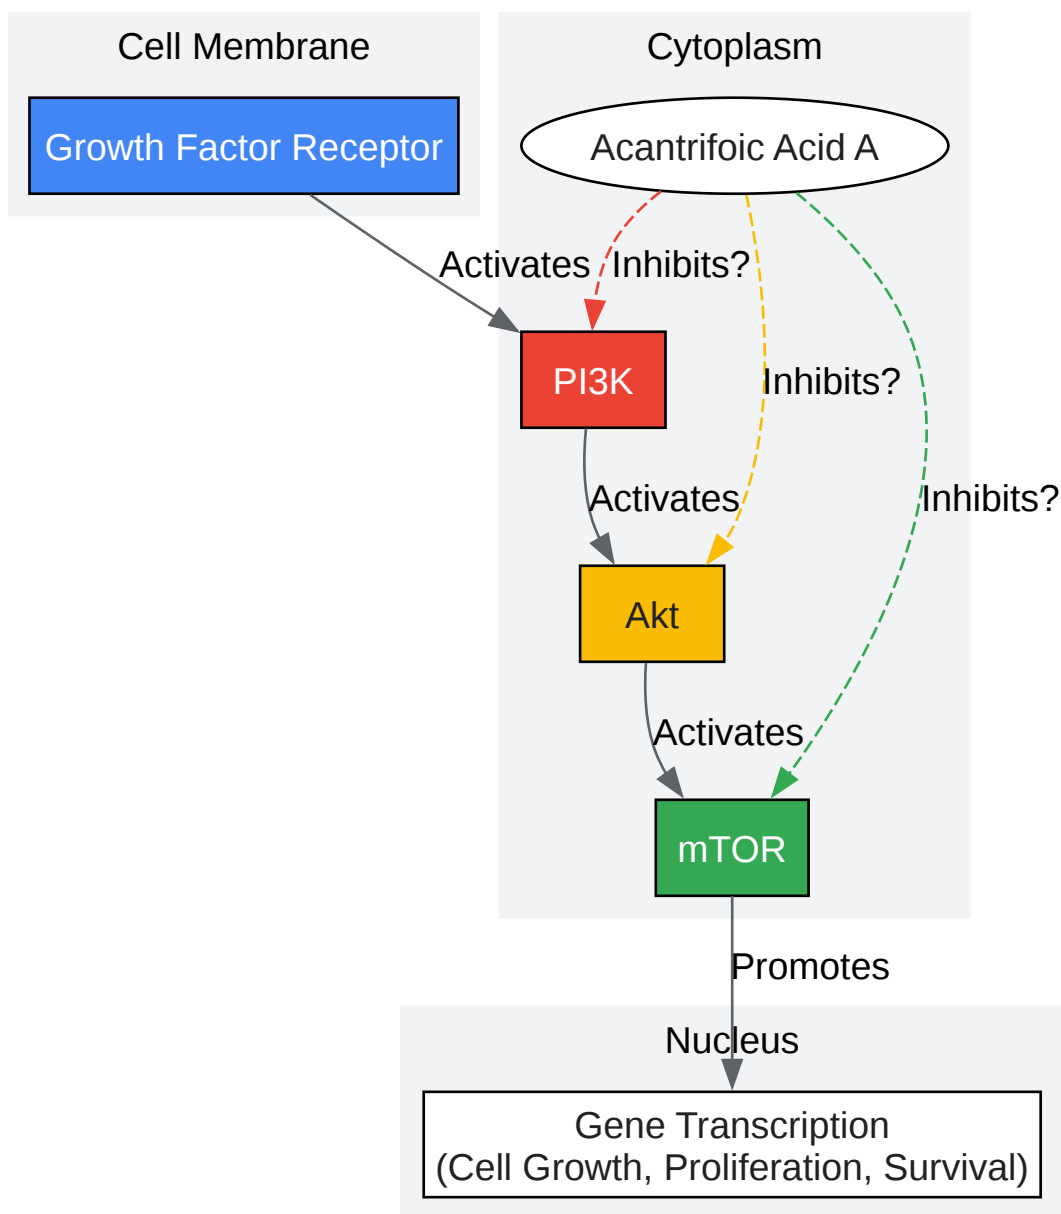 Cell Membrane
Cytoplasm
Growth Factor Receptor
Acantrifoic Acid A
Activates
Inhibits?
PI3K
Inhibits?
Activates
Inhibits?
Akt
Activates
mTOR
Promotes
Nucleus
Gene Transcription
(Cell Growth, Proliferation, Survival)